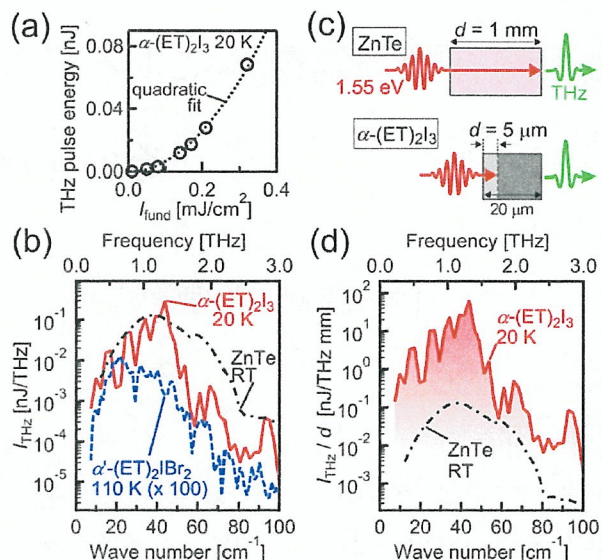 (a)
THz pulse energy [nJ]
0.08
0.04
0.00
α-(ET)₂I₃ 20 K
quadratic
fit
0.0
0.2
0.4
I_fund [mJ/cm²]
(c)
ZnTe
d = 1 mm
1.55 eV
THz
α-(ET)₂I₃
d = 5 μm
20 μm
(b)
Frequency [THz]
0.0
1.0
2.0
3.0
I_THz [nJ/THz]
10⁻¹
10⁻²
10⁻³
10⁻⁴
10⁻⁵
α-(ET)₂I₃
20 K
ZnTe
RT
α'-(ET)₂IBr₂
110 K (x 100)
0
20
40
60
80
100
Wave number [cm⁻¹]
(d)
Frequency [THz]
0.0
1.0
2.0
3.0
I_THz / d [nJ/THz mm]
10²
10¹
10⁰
10⁻¹
10⁻²
10⁻³
α-(ET)₂I₃
20 K
ZnTe
RT
0
20
40
60
80
100
Wave number [cm⁻¹]